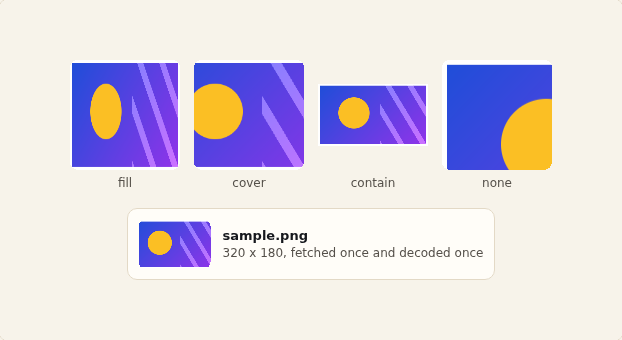 fill
cover
contain
none
sample.png
320 x 180, fetched once and decoded once